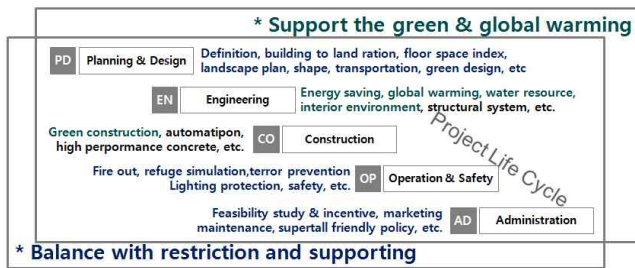 * Support the green & global warming
PD Planning & Design Definition, building to land ration, floor space index,
landscape plan, shape, transportation, green design, etc
EN Engineering Energy saving, global warming, water resource,
interior environment, structural system, etc.
Green construction, automatipon,
high perpormance concrete, etc. CO Construction
Project Life Cycle
Fire out, refuge simulation,terror prevention
Lighting protection, safety, etc. OP Operation & Safety
Feasibility study & incentive, marketing
maintenance, supertall friendly policy, etc. AD Administration
* Balance with restriction and supporting